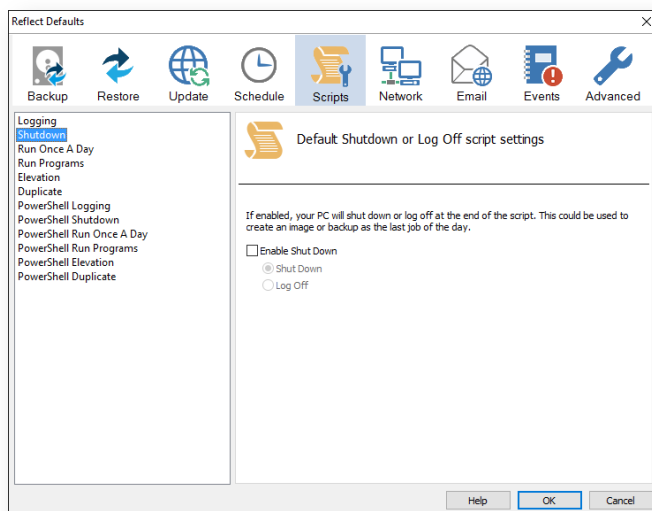 Reflect Defaults
Backup
Restore
Update
Schedule
Scripts
Network
Email
Events
Advanced
Logging
Shutdown
Run Once A Day
Run Programs
Elevation
Duplicate
PowerShell Logging
PowerShell Shutdown
PowerShell Run Once A Day
PowerShell Run Programs
PowerShell Elevation
PowerShell Duplicate
Default Shutdown or Log Off script settings
If enabled, your PC will shut down or log off at the end of the script. This could be used to
create an image or backup as the last job of the day.
Enable Shut Down
Shut Down
Log Off
Help
OK
Cancel